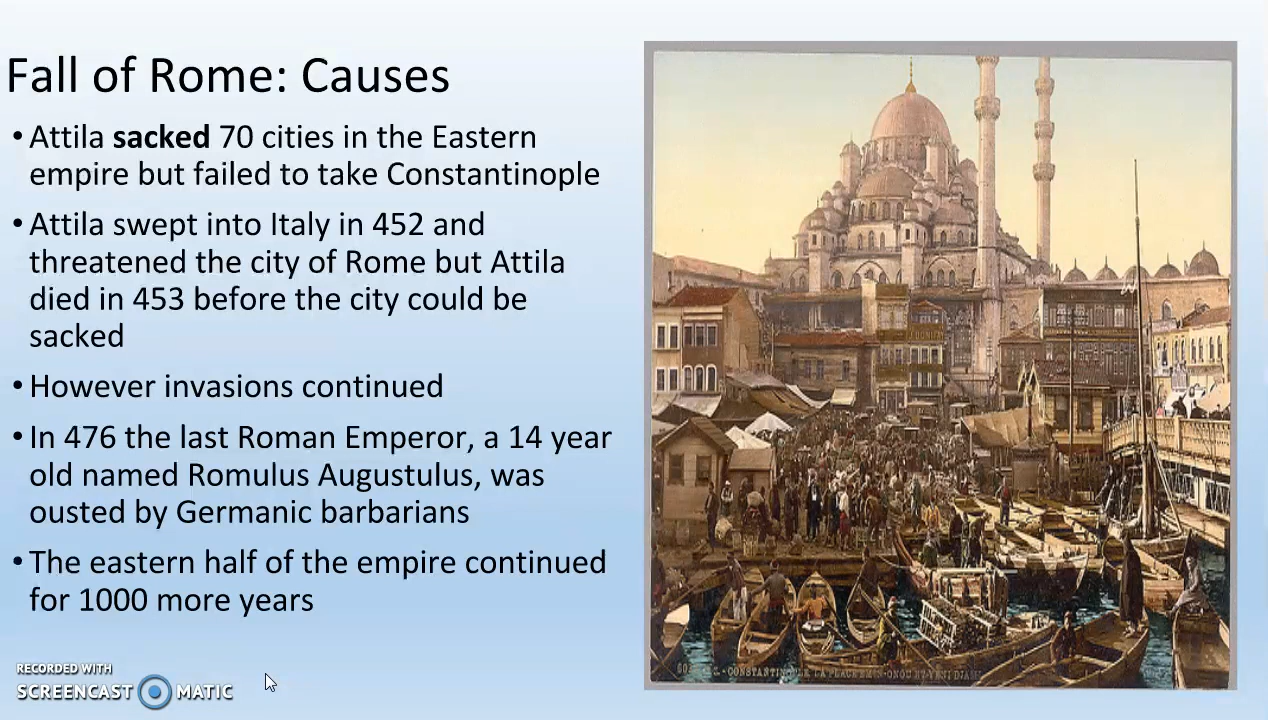 Fall of Rome: Causes
• Attila sacked 70 cities in the Eastern
empire but failed to take Constantinople
• Attila swept into Italy in 452 and
threatened the city of Rome but Attila
died in 453 before the city could be
sacked
• However invasions continued
• In 476 the last Roman Emperor, a 14 year
old named Romulus Augustulus, was
ousted by Germanic barbarians
• The eastern half of the empire continued
for 1000 more years
RECORDED WITH
SCREENCAST MATIC